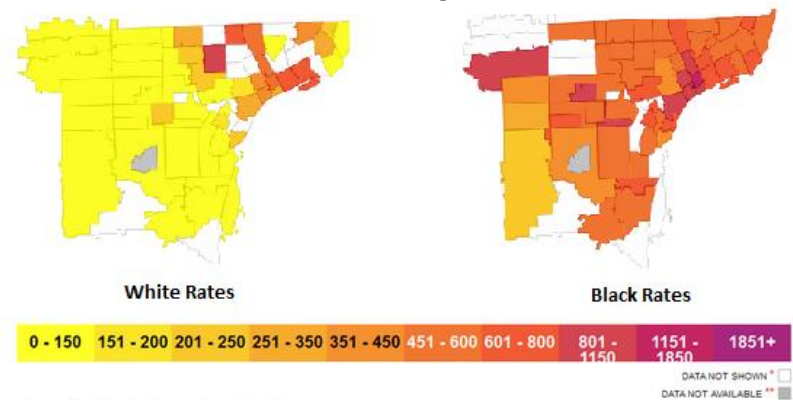 White Rates
Black Rates
0 - 150 151 - 200 201 - 250 251 - 350 351 - 450 451 - 600 601 - 800 801 - 1150 1151 - 1850 1851+
DATA NOT SHOWN *
DATA NOT AVAILABLE **